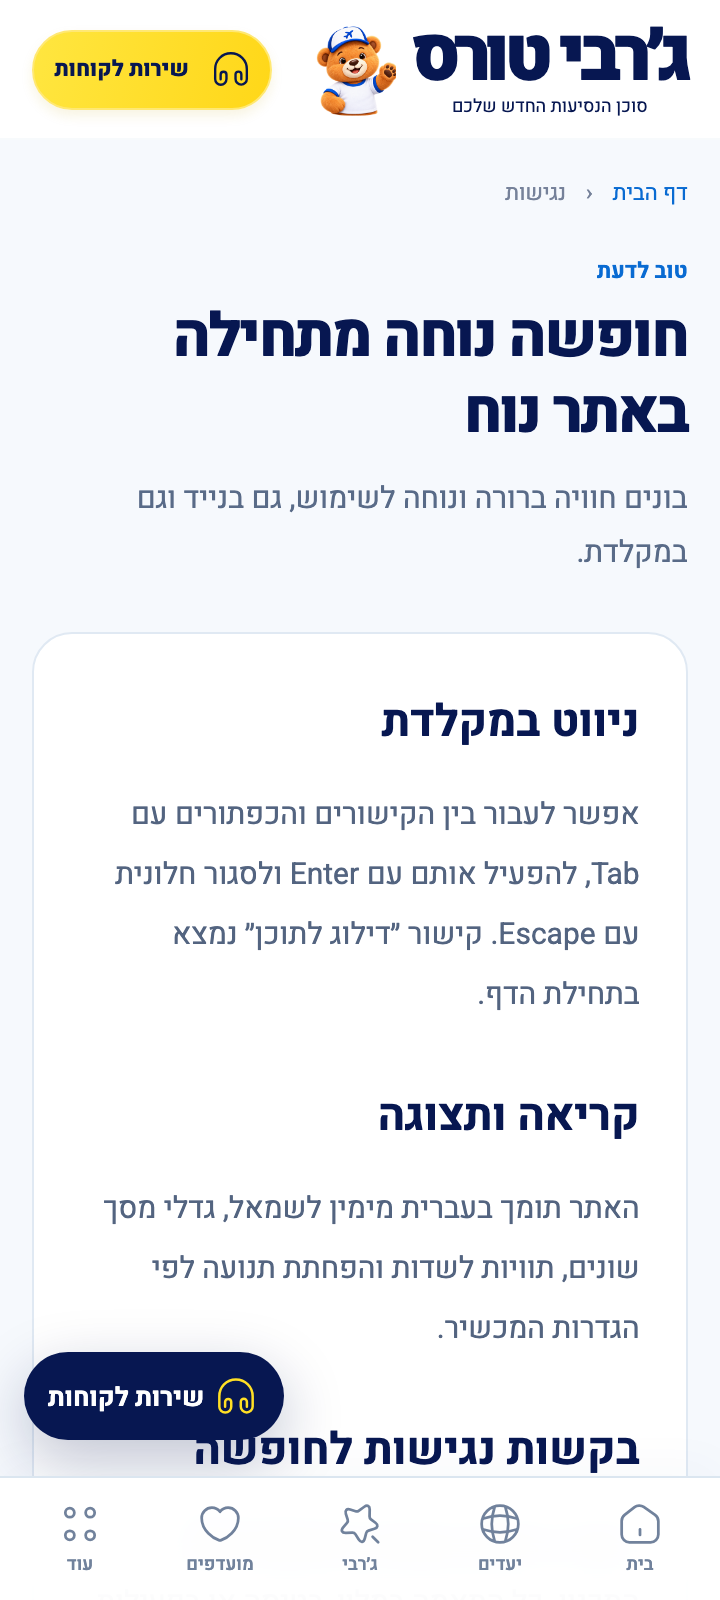 ג׳רבי טורס
סוכן הנסיעות החדש שלכם
שירות לקוחות
דף הבית › נגישות
טוב לדעת
חופשה נוחה מתחילה
באתר נוח
בונים חוויה ברורה ונוחה לשימוש, גם בנייד וגם
במקלדת.
ניווט במקלדת
אפשר לעבור בין הקישורים והכפתורים עם
Tab, להפעיל אותם עם Enter ולסגור חלונית
עם Escape. קישור ״דילוג לתוכן״ נמצא
בתחילת הדף.
קריאה ותצוגה
האתר תומך בעברית מימין לשמאל, גדלי מסך
שונים, תוויות לשדות והפחתת תנועה לפי
הגדרות המכשיר.
שירות לקוחות
בקשות נגישות לחופשה
בית
יעדים
ג׳רבי
מועדפים
עוד